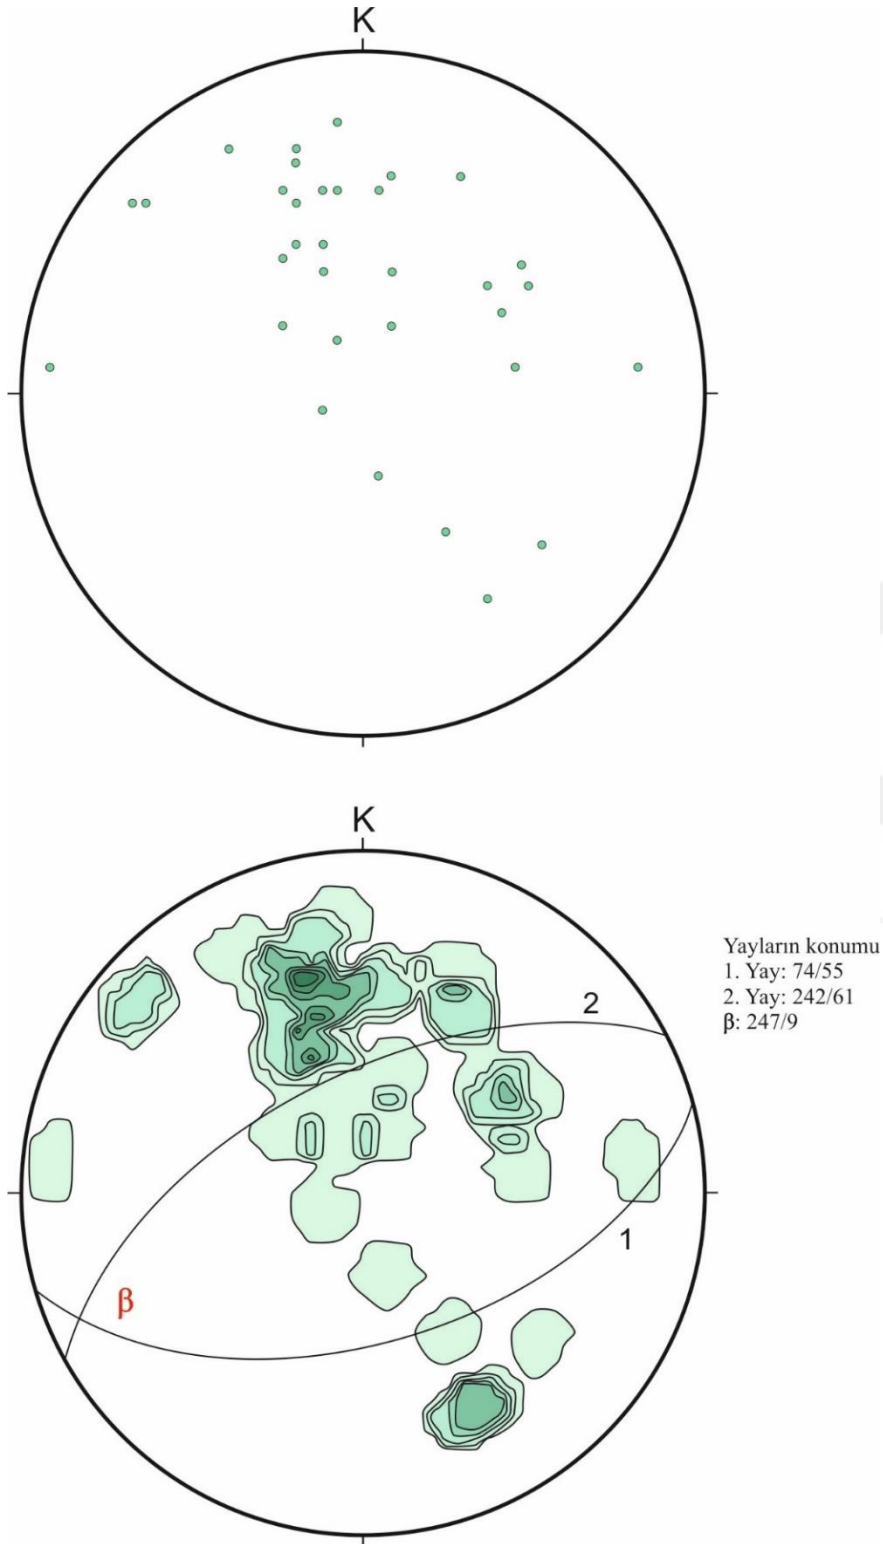 K
K
Yayların konumu
1. Yay: 74/55
2. Yay: 242/61
β: 247/9
2
1
β